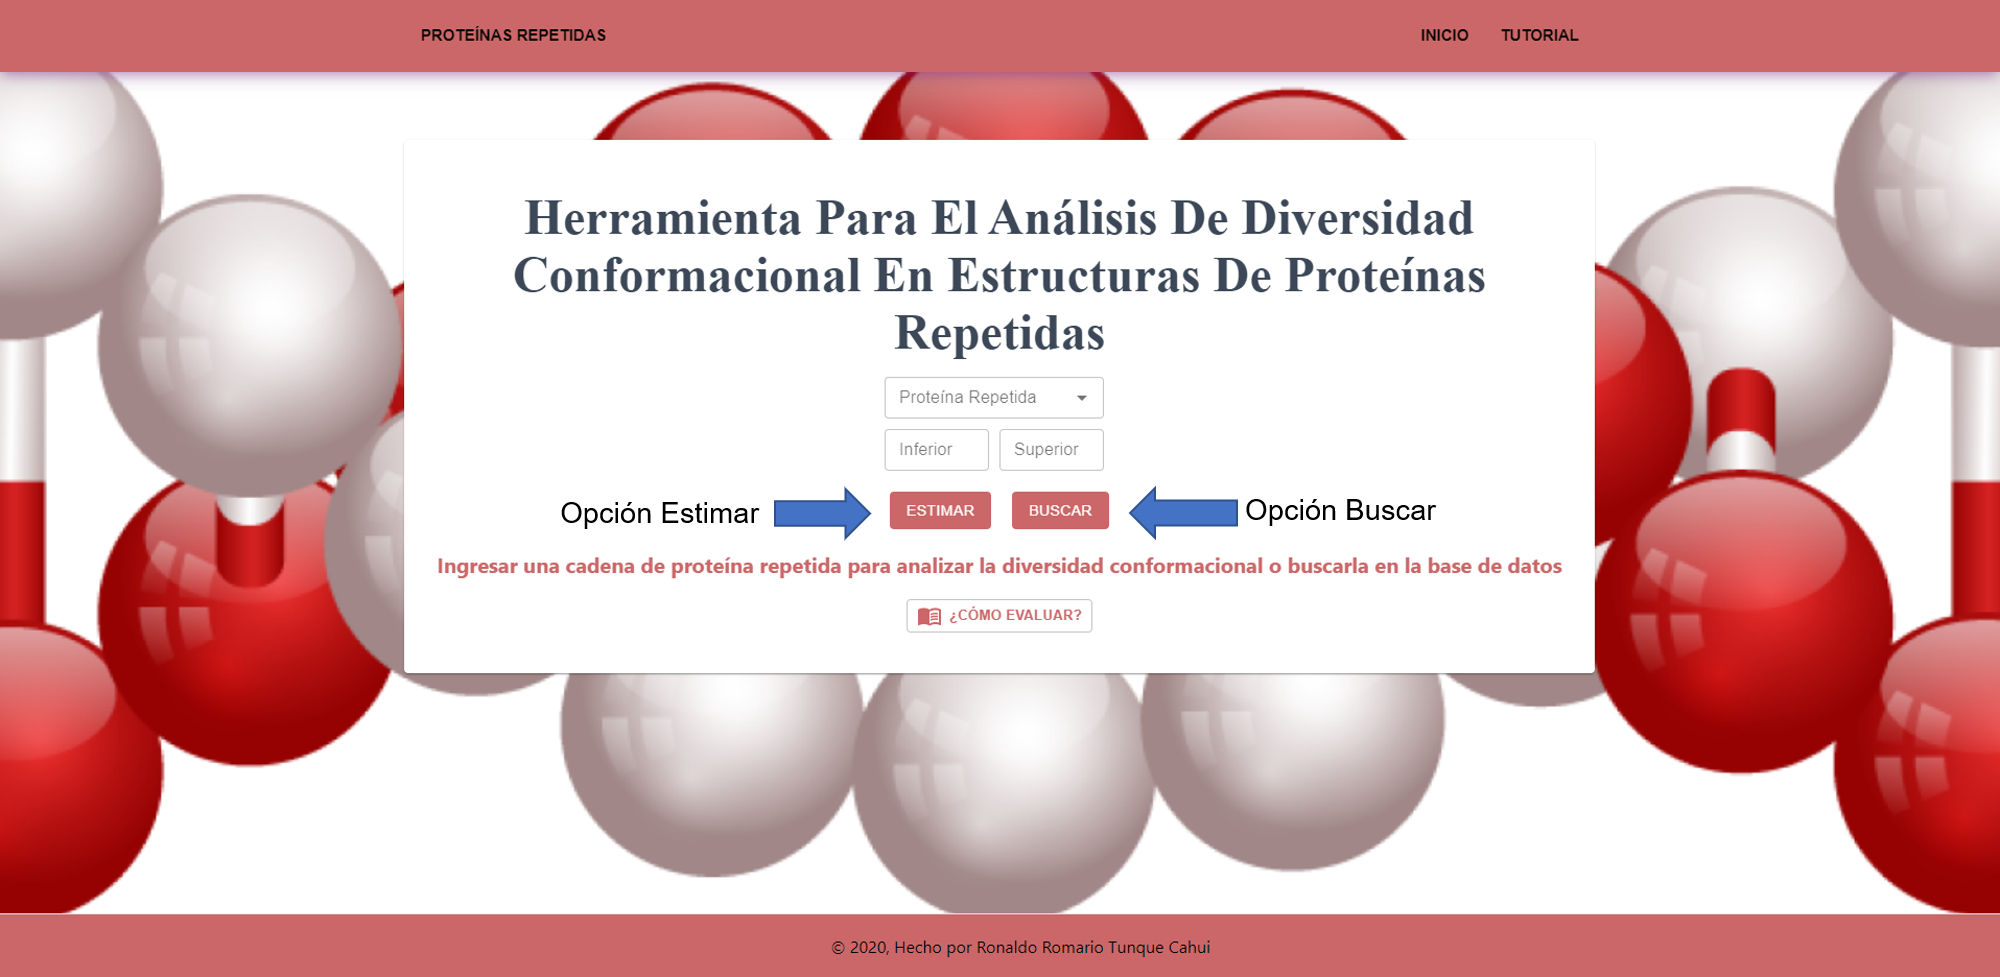 PROTEÍNAS REPETIDAS
INICIO
TUTORIAL
Herramienta Para El Análisis De Diversidad
Conformacional En Estructuras De Proteínas
Repetidas
Proteína Repetida
Inferior
Superior
Opción Estimar
ESTIMAR
BUSCAR
Opción Buscar
Ingresar una cadena de proteína repetida para analizar la diversidad conformacional o buscarla en la base de datos
¿CÓMO EVALUAR?
© 2020, Hecho por Ronaldo Romario Tunque Cahui